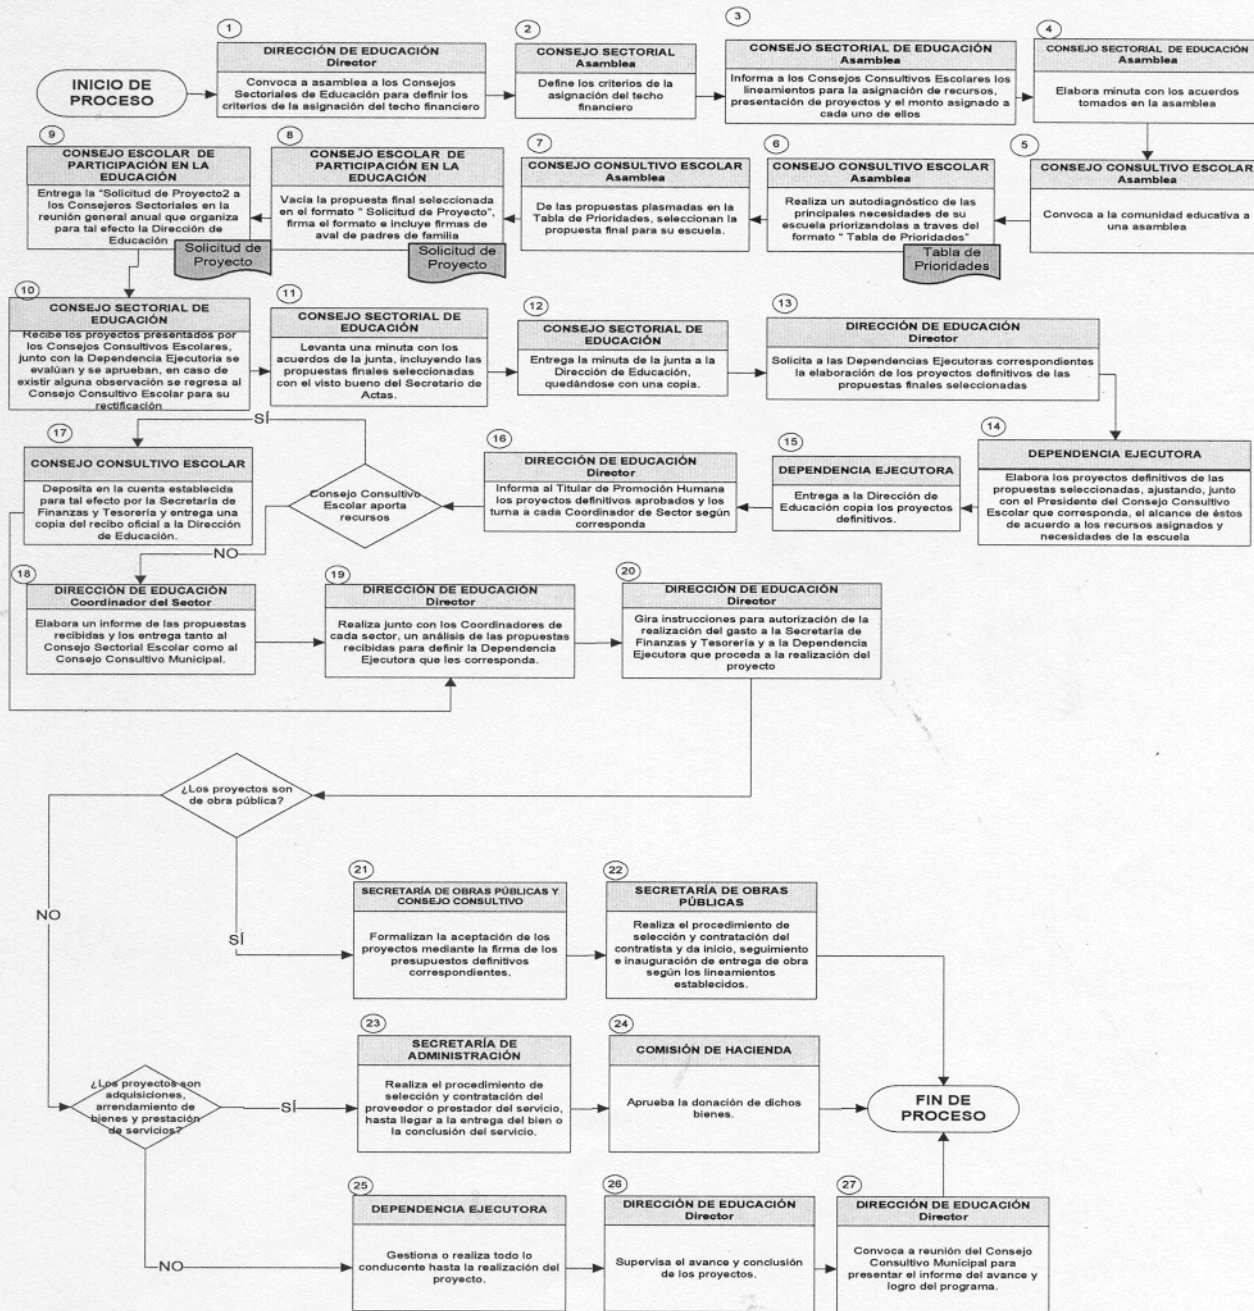 INICIO DE
PROCESO
1
DIRECCIÓN DE EDUCACIÓN
Director
Convoca a asamblea a los Consejos
Sectoriales de Educación para definir los
criterios de la asignación del techo financiero
2
CONSEJO SECTORIAL
Asamblea
Define los criterios de la
asignación del techo
financiero
3
CONSEJO SECTORIAL DE EDUCACIÓN
Asamblea
Informa a los Consejos Consultivos Escolares los
lineamientos para la asignación de recursos,
presentación de proyectos y el monto asignado a
cada uno de ellos
4
CONSEJO SECTORIAL DE EDUCACIÓN
Asamblea
Elabora minuta con los acuerdos
tomados en la asamblea
5
CONSEJO CONSULTIVO ESCOLAR
Asamblea
Convoca a la comunidad educativa a
una asamblea
6
CONSEJO CONSULTIVO ESCOLAR
Asamblea
Realiza un autodiagnóstico de las
principales necesidades de su
escuela priorizandolas a traves del
formato " Tabla de Prioridades"
Tabla de
Prioridades
7
CONSEJO CONSULTIVO ESCOLAR
Asamblea
De las propuestas plasmadas en la
Tabla de Prioridades, seleccionan la
propuesta final para su escuela.
8
CONSEJO ESCOLAR DE
PARTICIPACIÓN EN LA
EDUCACIÓN
Vacía la propuesta final seleccionada
en el formato " Solicitud de Proyecto",
firma el formato e incluye firmas de
aval de padres de familia
Solicitud de
Proyecto
9
CONSEJO ESCOLAR DE
PARTICIPACIÓN EN LA
EDUCACIÓN
Entrega la "Solicitud de Proyecto2 a
los Consejeros Sectoriales en la
reunión general anual que organiza
para tal efecto la Dirección de
Educación
Solicitud de
Proyecto
10
CONSEJO SECTORIAL DE
EDUCACIÓN
Recibe los proyectos presentados por
los Consejos Consultivos Escolares,
junto con la Dependencia Ejecutoria se
evalúan y se aprueban, en caso de
existir alguna observación se regresa al
Consejo Consultivo Escolar para su
rectificación
11
CONSEJO SECTORIAL DE
EDUCACIÓN
Levanta una minuta con los
acuerdos de la junta, incluyendo las
propuestas finales seleccionadas
con el visto bueno del Secretario de
Actas.
12
CONSEJO SECTORIAL DE
EDUCACIÓN
Entrega la minuta de la junta a la
Dirección de Educación,
quedándose con una copia.
13
DIRECCIÓN DE EDUCACIÓN
Director
Solicita a las Dependencias Ejecutoras correspondientes
la elaboración de los proyectos definitivos de las
propuestas finales seleccionadas
14
DEPENDENCIA EJECUTORA
Elabora los proyectos definitivos de las
propuestas seleccionadas, ajustando, junto
con el Presidente del Consejo Consultivo
Escolar que corresponda, el alcance de éstos
de acuerdo a los recursos asignados y
necesidades de la escuela
15
DEPENDENCIA EJECUTORA
Entrega a la Dirección de
Educación copia los proyectos
definitivos.
16
DIRECCIÓN DE EDUCACIÓN
Director
Informa al Titular de Promoción Humana
los proyectos definitivos aprobados y los
turna a cada Coordinador de Sector según
corresponda
Consejo Consultivo
Escolar aporta
recursos
SÍ
NO
17
CONSEJO CONSULTIVO ESCOLAR
Deposita en la cuenta establecida
para tal efecto por la Secretaría de
Finanzas y Tesorería y entrega una
copia del recibo oficial a la Dirección
de Educación.
18
DIRECCIÓN DE EDUCACIÓN
Coordinador del Sector
Elabora un informe de las propuestas
recibidas y los entrega tanto al
Consejo Sectorial Escolar como al
Consejo Consultivo Municipal.
19
DIRECCIÓN DE EDUCACIÓN
Director
Realiza junto con los Coordinadores de
cada sector, un análisis de las propuestas
recibidas para definir la Dependencia
Ejecutora que les corresponda.
20
DIRECCIÓN DE EDUCACIÓN
Director
Gira instrucciones para autorización de la
realización del gasto a la Secretaría de
Finanzas y Tesorería y a la Dependencia
Ejecutora que proceda a la realización del
proyecto
¿Los proyectos son
de obra pública?
NO
SÍ
21
SECRETARÍA DE OBRAS PÚBLICAS Y
CONSEJO CONSULTIVO
Formalizan la aceptación de los
proyectos mediante la firma de los
presupuestos definitivos
correspondientes.
22
SECRETARÍA DE OBRAS
PÚBLICAS
Realiza el procedimiento de
selección y contratación del
contratista y da inicio, seguimiento
e inauguración de entrega de obra
según los lineamientos
establecidos.
¿Los proyectos son
adquisiciones,
arrendamiento de
bienes y prestación
de servicios?
SÍ
NO
23
SECRETARÍA DE
ADMINISTRACIÓN
Realiza el procedimiento de
selección y contratación del
proveedor o prestador del servicio,
hasta llegar a la entrega del bien o
la conclusión del servicio.
24
COMISIÓN DE HACIENDA
Aprueba la donación de dichos
bienes.
FIN DE
PROCESO
25
DEPENDENCIA EJECUTORA
Gestiona o realiza todo lo
conducente hasta la realización del
proyecto.
26
DIRECCIÓN DE EDUCACIÓN
Director
Supervisa el avance y conclusión
de los proyectos.
27
DIRECCIÓN DE EDUCACIÓN
Director
Convoca a reunión del Consejo
Consultivo Municipal para
presentar el informe del avance y
logro del programa.